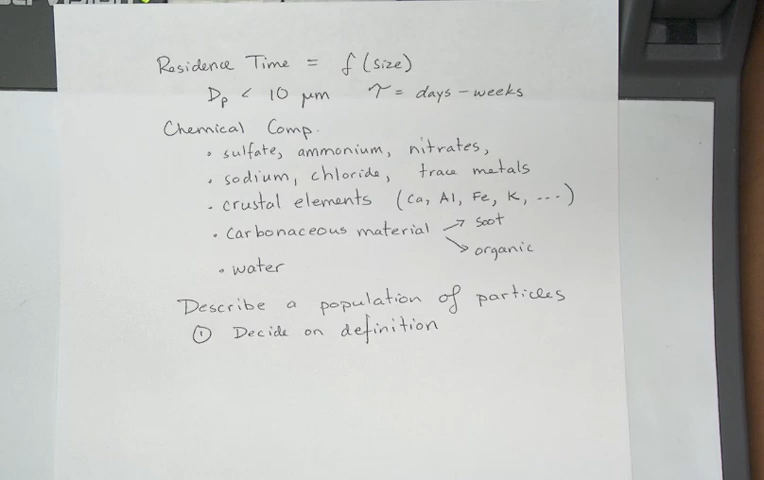 Residence Time = f (size)
Dp < 10 μm τ = days - weeks
Chemical Comp.
• sulfate, ammonium, nitrates,
• sodium, chloride, trace metals
• crustal elements (Ca, Al, Fe, K, ...)
• carbonaceous material → soot
↘ organic
• water
Describe a population of particles
① Decide on definition